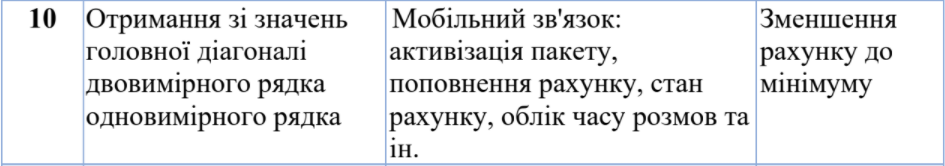 10
Отримання зі значень
головної діагоналі
двовимірного рядка
одновимірного рядка
Мобільний зв'язок:
активізація пакету,
поповнення рахунку, стан
рахунку, облік часу розмов та
ін.
Зменшення
рахунку до
мінімуму